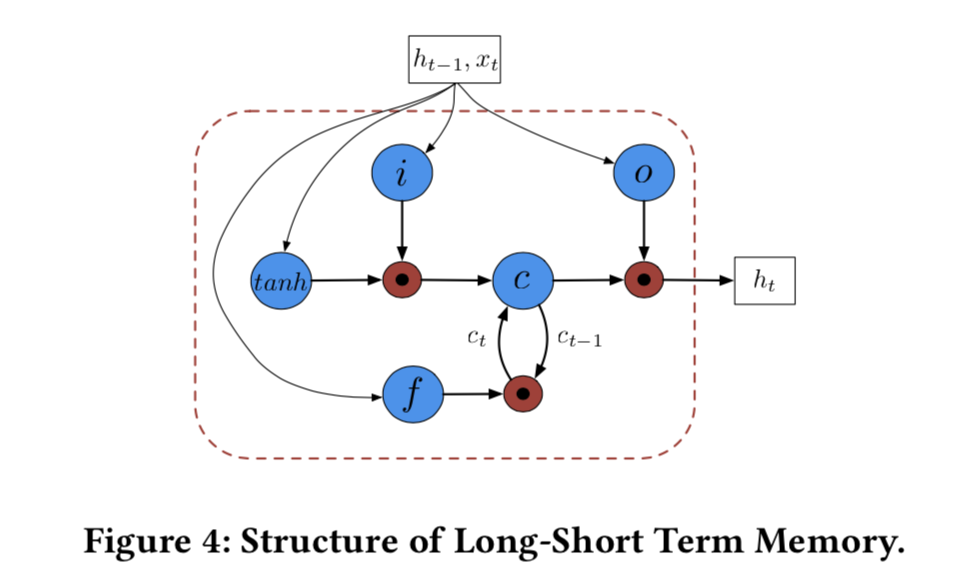 h_{t−1}, x_t
i
o
tanh
c
h_t
c_t
c_{t−1}
f
Figure 4: Structure of Long-Short Term Memory.